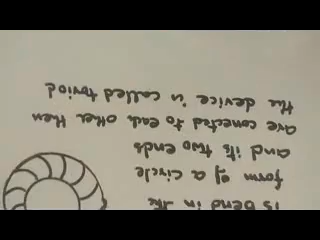 is bend in the
form of a circle
and its two ends
are conected to each other then
the device is called toriod